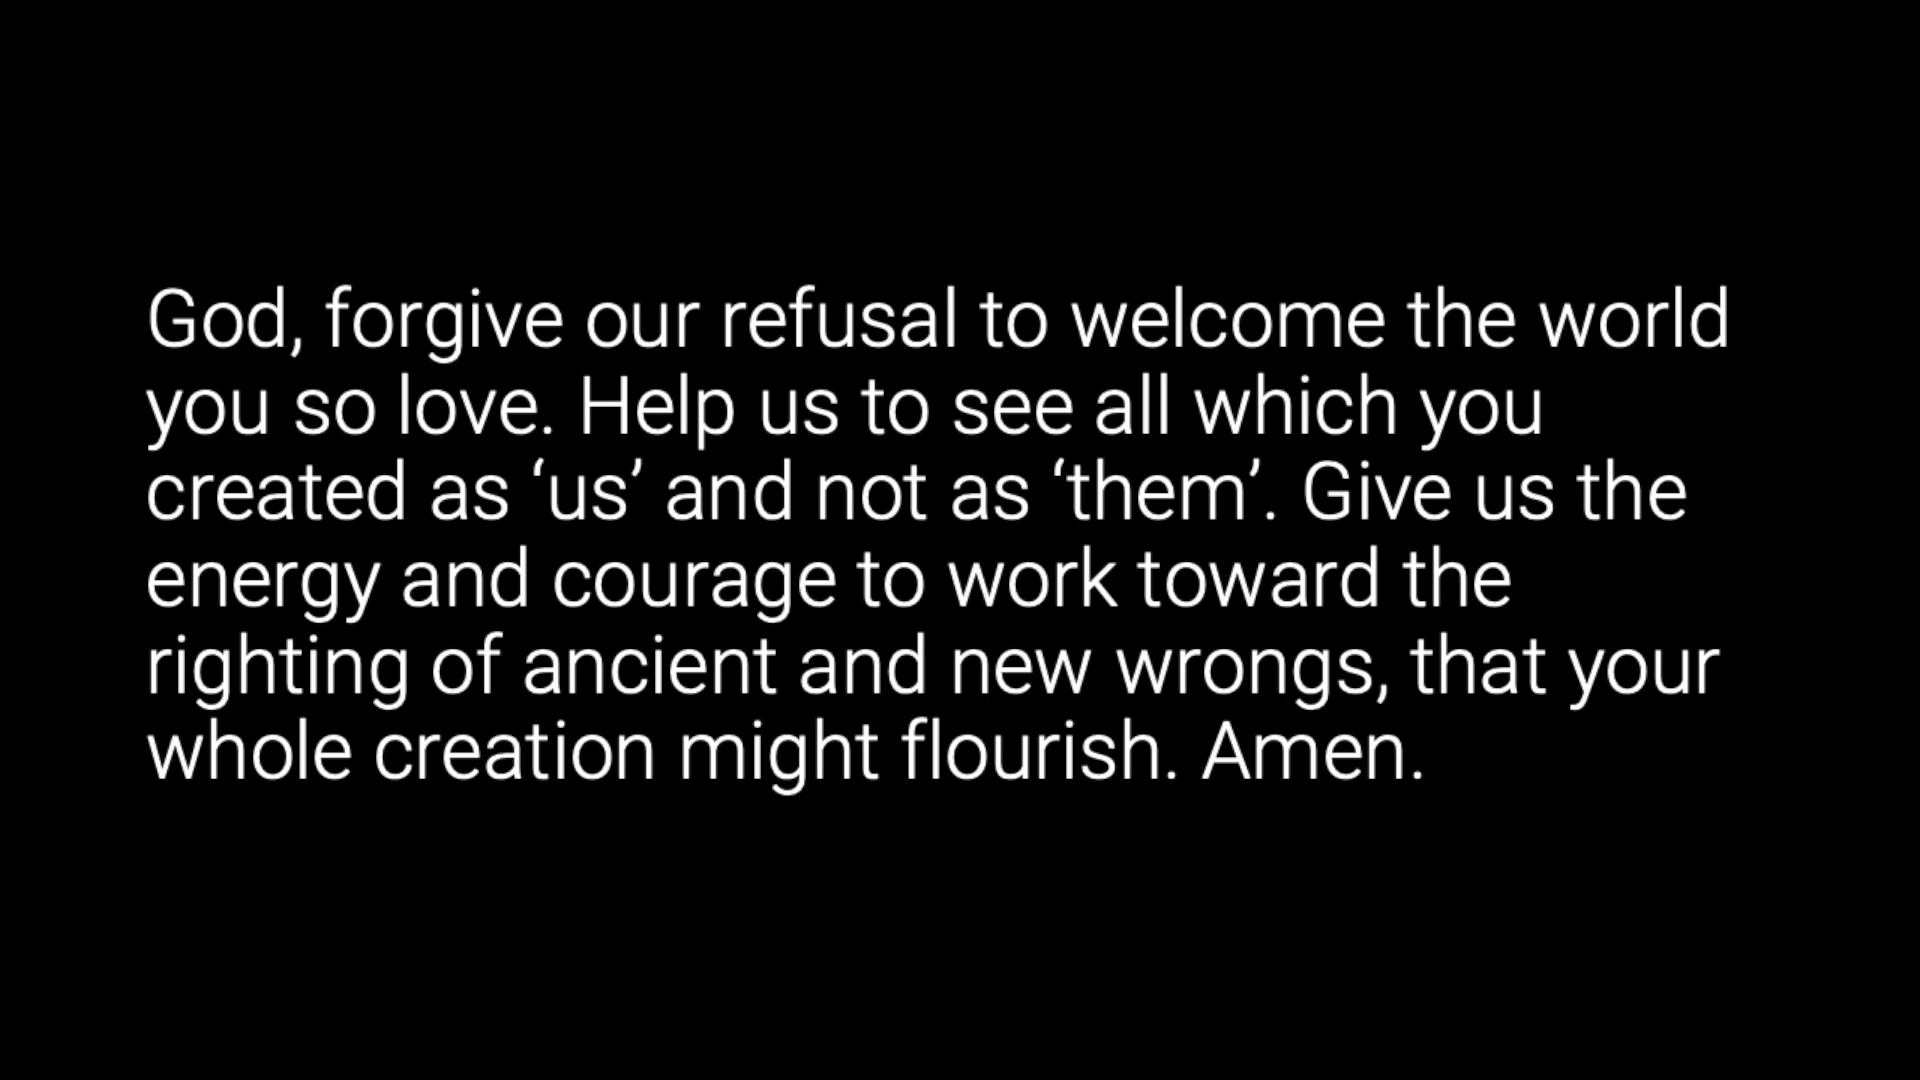 God, forgive our refusal to welcome the world
you so love. Help us to see all which you
created as ‘us’ and not as ‘them’. Give us the
energy and courage to work toward the
righting of ancient and new wrongs, that your
whole creation might flourish. Amen.